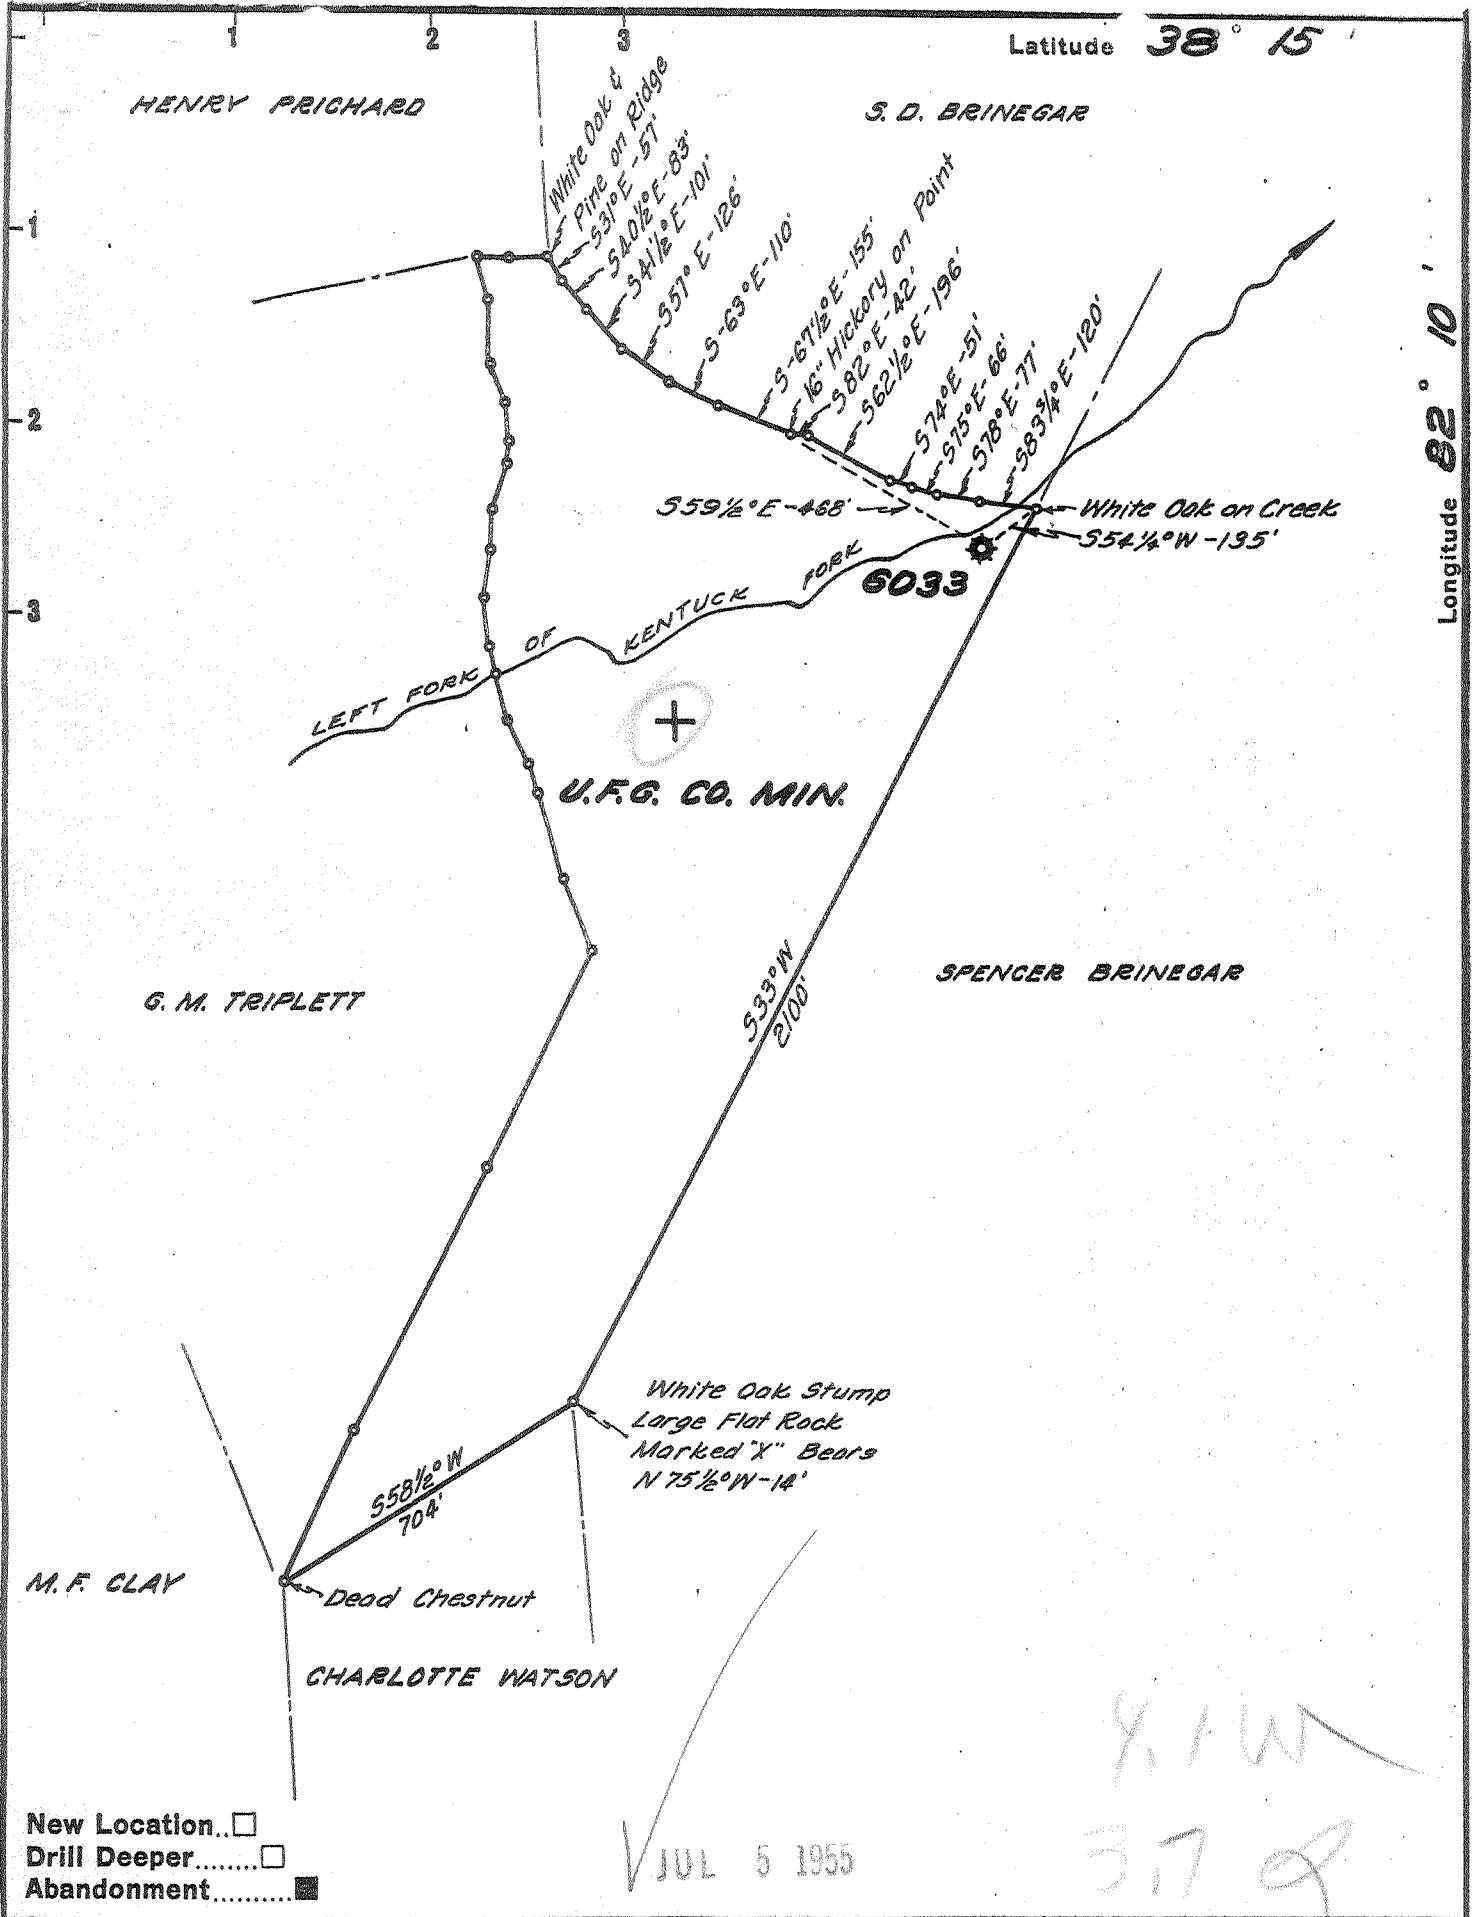 1
2
3
Latitude 38° 15'
HENRY PRICHARD
S. D. BRINEGAR
White Oak &
Pine on Ridge
S31°E-57'
S40½°E-83'
S41½°E-101'
S57°E-126'
S-63°E-110'
S-67½°E-155'
16" Hickory on Point
S82°E-42'
S62½°E-196'
S74°E-51'
S75°E-66'
S78°E-77'
S83¾°E-120'
1
2
3
Longitude 82° 10'
S59½°E-468'
White Oak on Creek
S54¼°W-135'
6033
LEFT FORK OF KENTUCK FORK
U.F.G. CO. MIN.
S33°W
2100'
G. M. TRIPLETT
SPENCER BRINEGAR
White Oak Stump
Large Flat Rock
Marked "X" Bears
N 75½°W-14'
S58½°W
704'
M. F. CLAY
Dead Chestnut
CHARLOTTE WATSON
New Location..
Drill Deeper........
Abandonment..........
JUL 5 1955
3.7